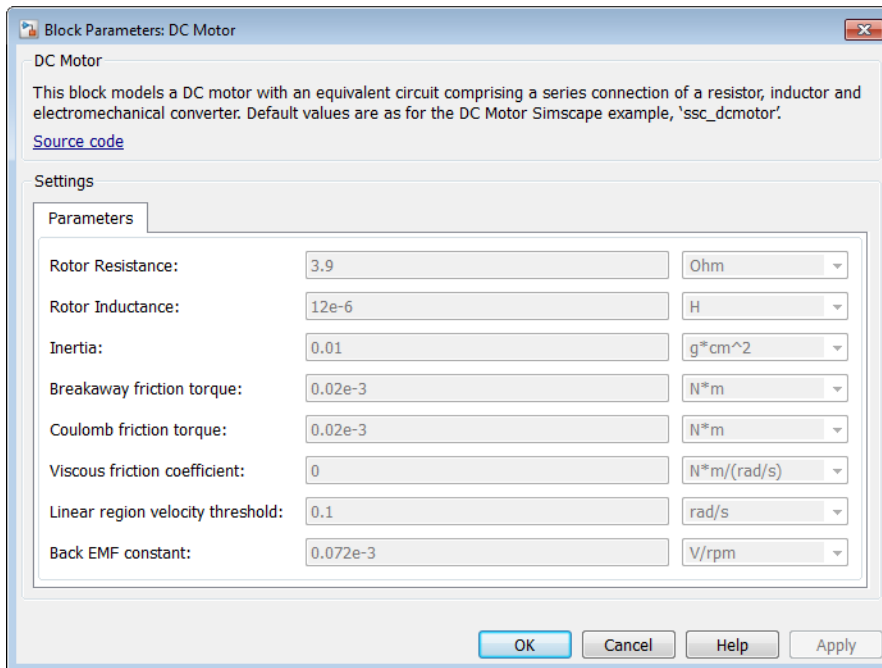 Block Parameters: DC Motor
DC Motor
This block models a DC motor with an equivalent circuit comprising a series connection of a resistor, inductor and
electromechanical converter. Default values are as for the DC Motor Simscape example, ‘ssc_dcmotor’.
Source code
Settings
Parameters
Rotor Resistance: 3.9 Ohm
Rotor Inductance: 12e-6 H
Inertia: 0.01 g*cm^2
Breakaway friction torque: 0.02e-3 N*m
Coulomb friction torque: 0.02e-3 N*m
Viscous friction coefficient: 0 N*m/(rad/s)
Linear region velocity threshold: 0.1 rad/s
Back EMF constant: 0.072e-3 V/rpm
OK Cancel Help Apply